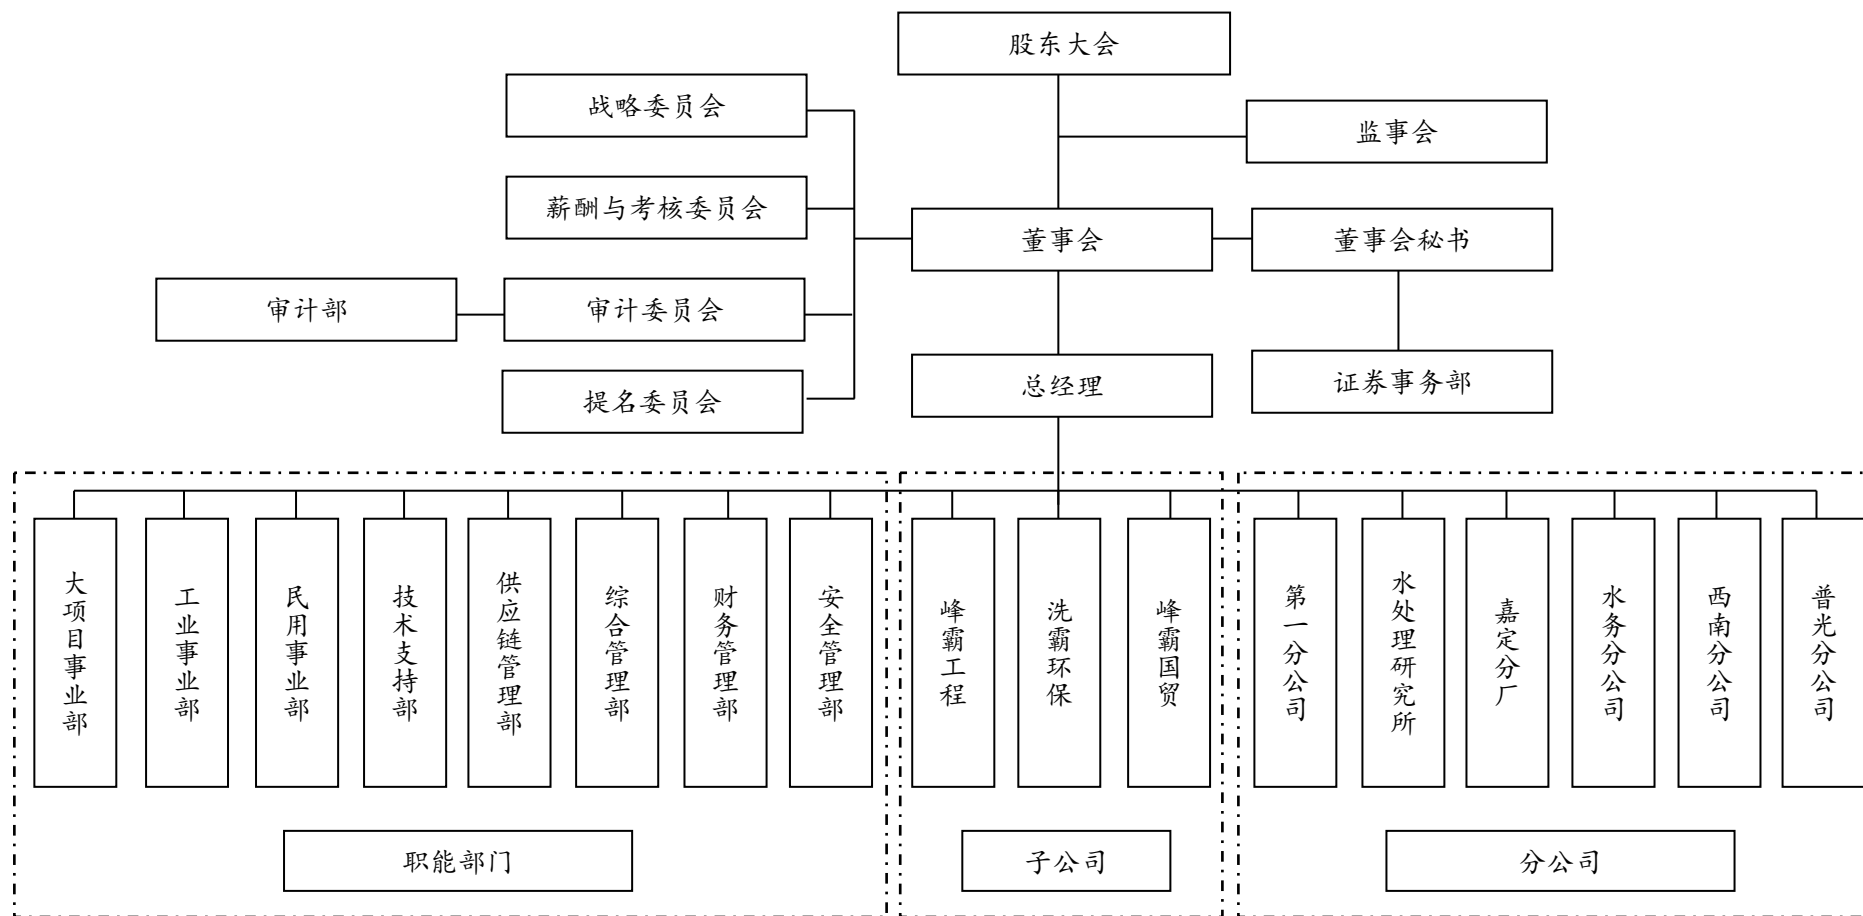 股东大会
战略委员会
监事会
薪酬与考核委员会
董事会
董事会秘书
审计部
审计委员会
总经理
证券事务部
提名委员会
大项目事业部
工业事业部
民用事业部
技术支持部
供应链管理部
综合管理部
财务管理部
安全管理部
峰霸工程
洗霸环保
峰霸国贸
第一分公司
水处理研究所
嘉定分厂
水务分公司
西南分公司
普光分公司
职能部门
子公司
分公司